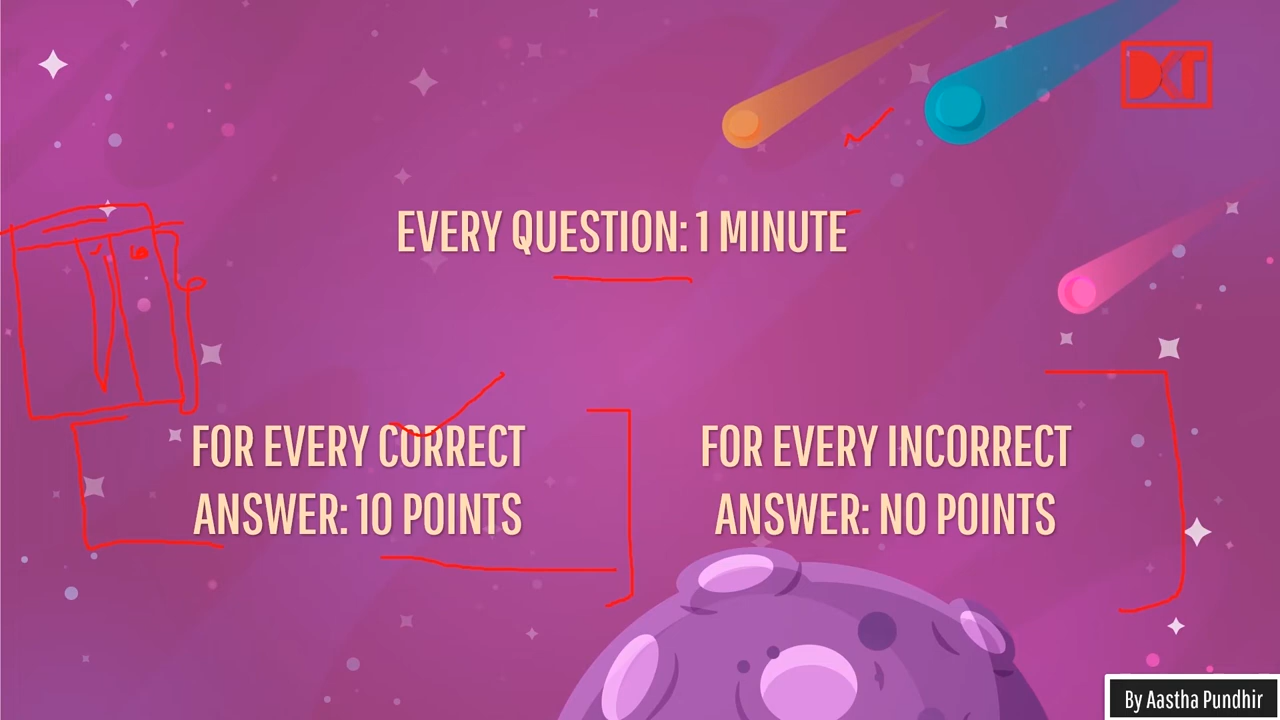 DKT
EVERY QUESTION: 1 MINUTE
FOR EVERY CORRECT
ANSWER: 10 POINTS
FOR EVERY INCORRECT
ANSWER: NO POINTS
By Aastha Pundhir